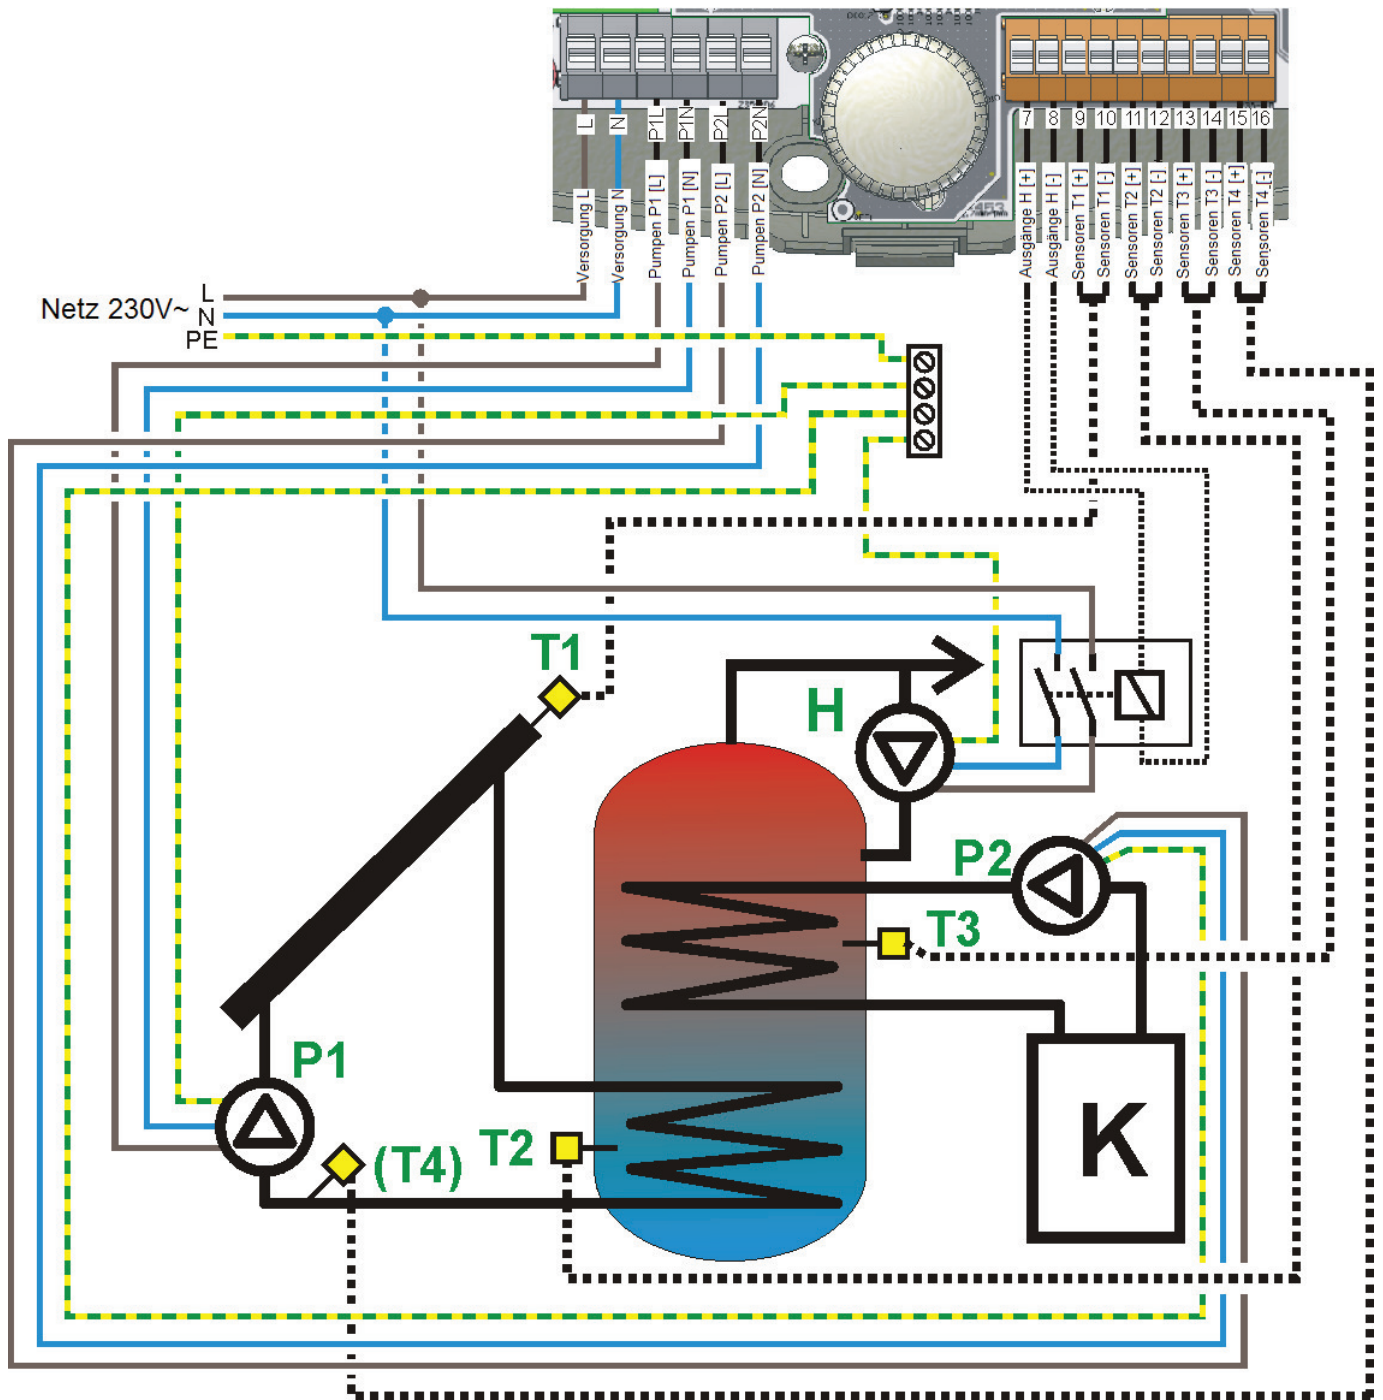 L
N
P1L
P1N
P2L
P2N
7
8
9
10
11
12
13
14
15
16
Versorgung L
Versorgung N
Pumpen P1 [L]
Pumpen P1 [N]
Pumpen P2 [L]
Pumpen P2 [N]
Ausgänge H [+]
Ausgänge H [-]
Sensoren T1 [+]
Sensoren T1 [-]
Sensoren T2 [+]
Sensoren T2 [-]
Sensoren T3 [+]
Sensoren T3 [-]
Sensoren T4 [+]
Sensoren T4 [-]
Netz 230V~
L
N
PE
T1
H
P2
T3
P1
(T4)
T2
K